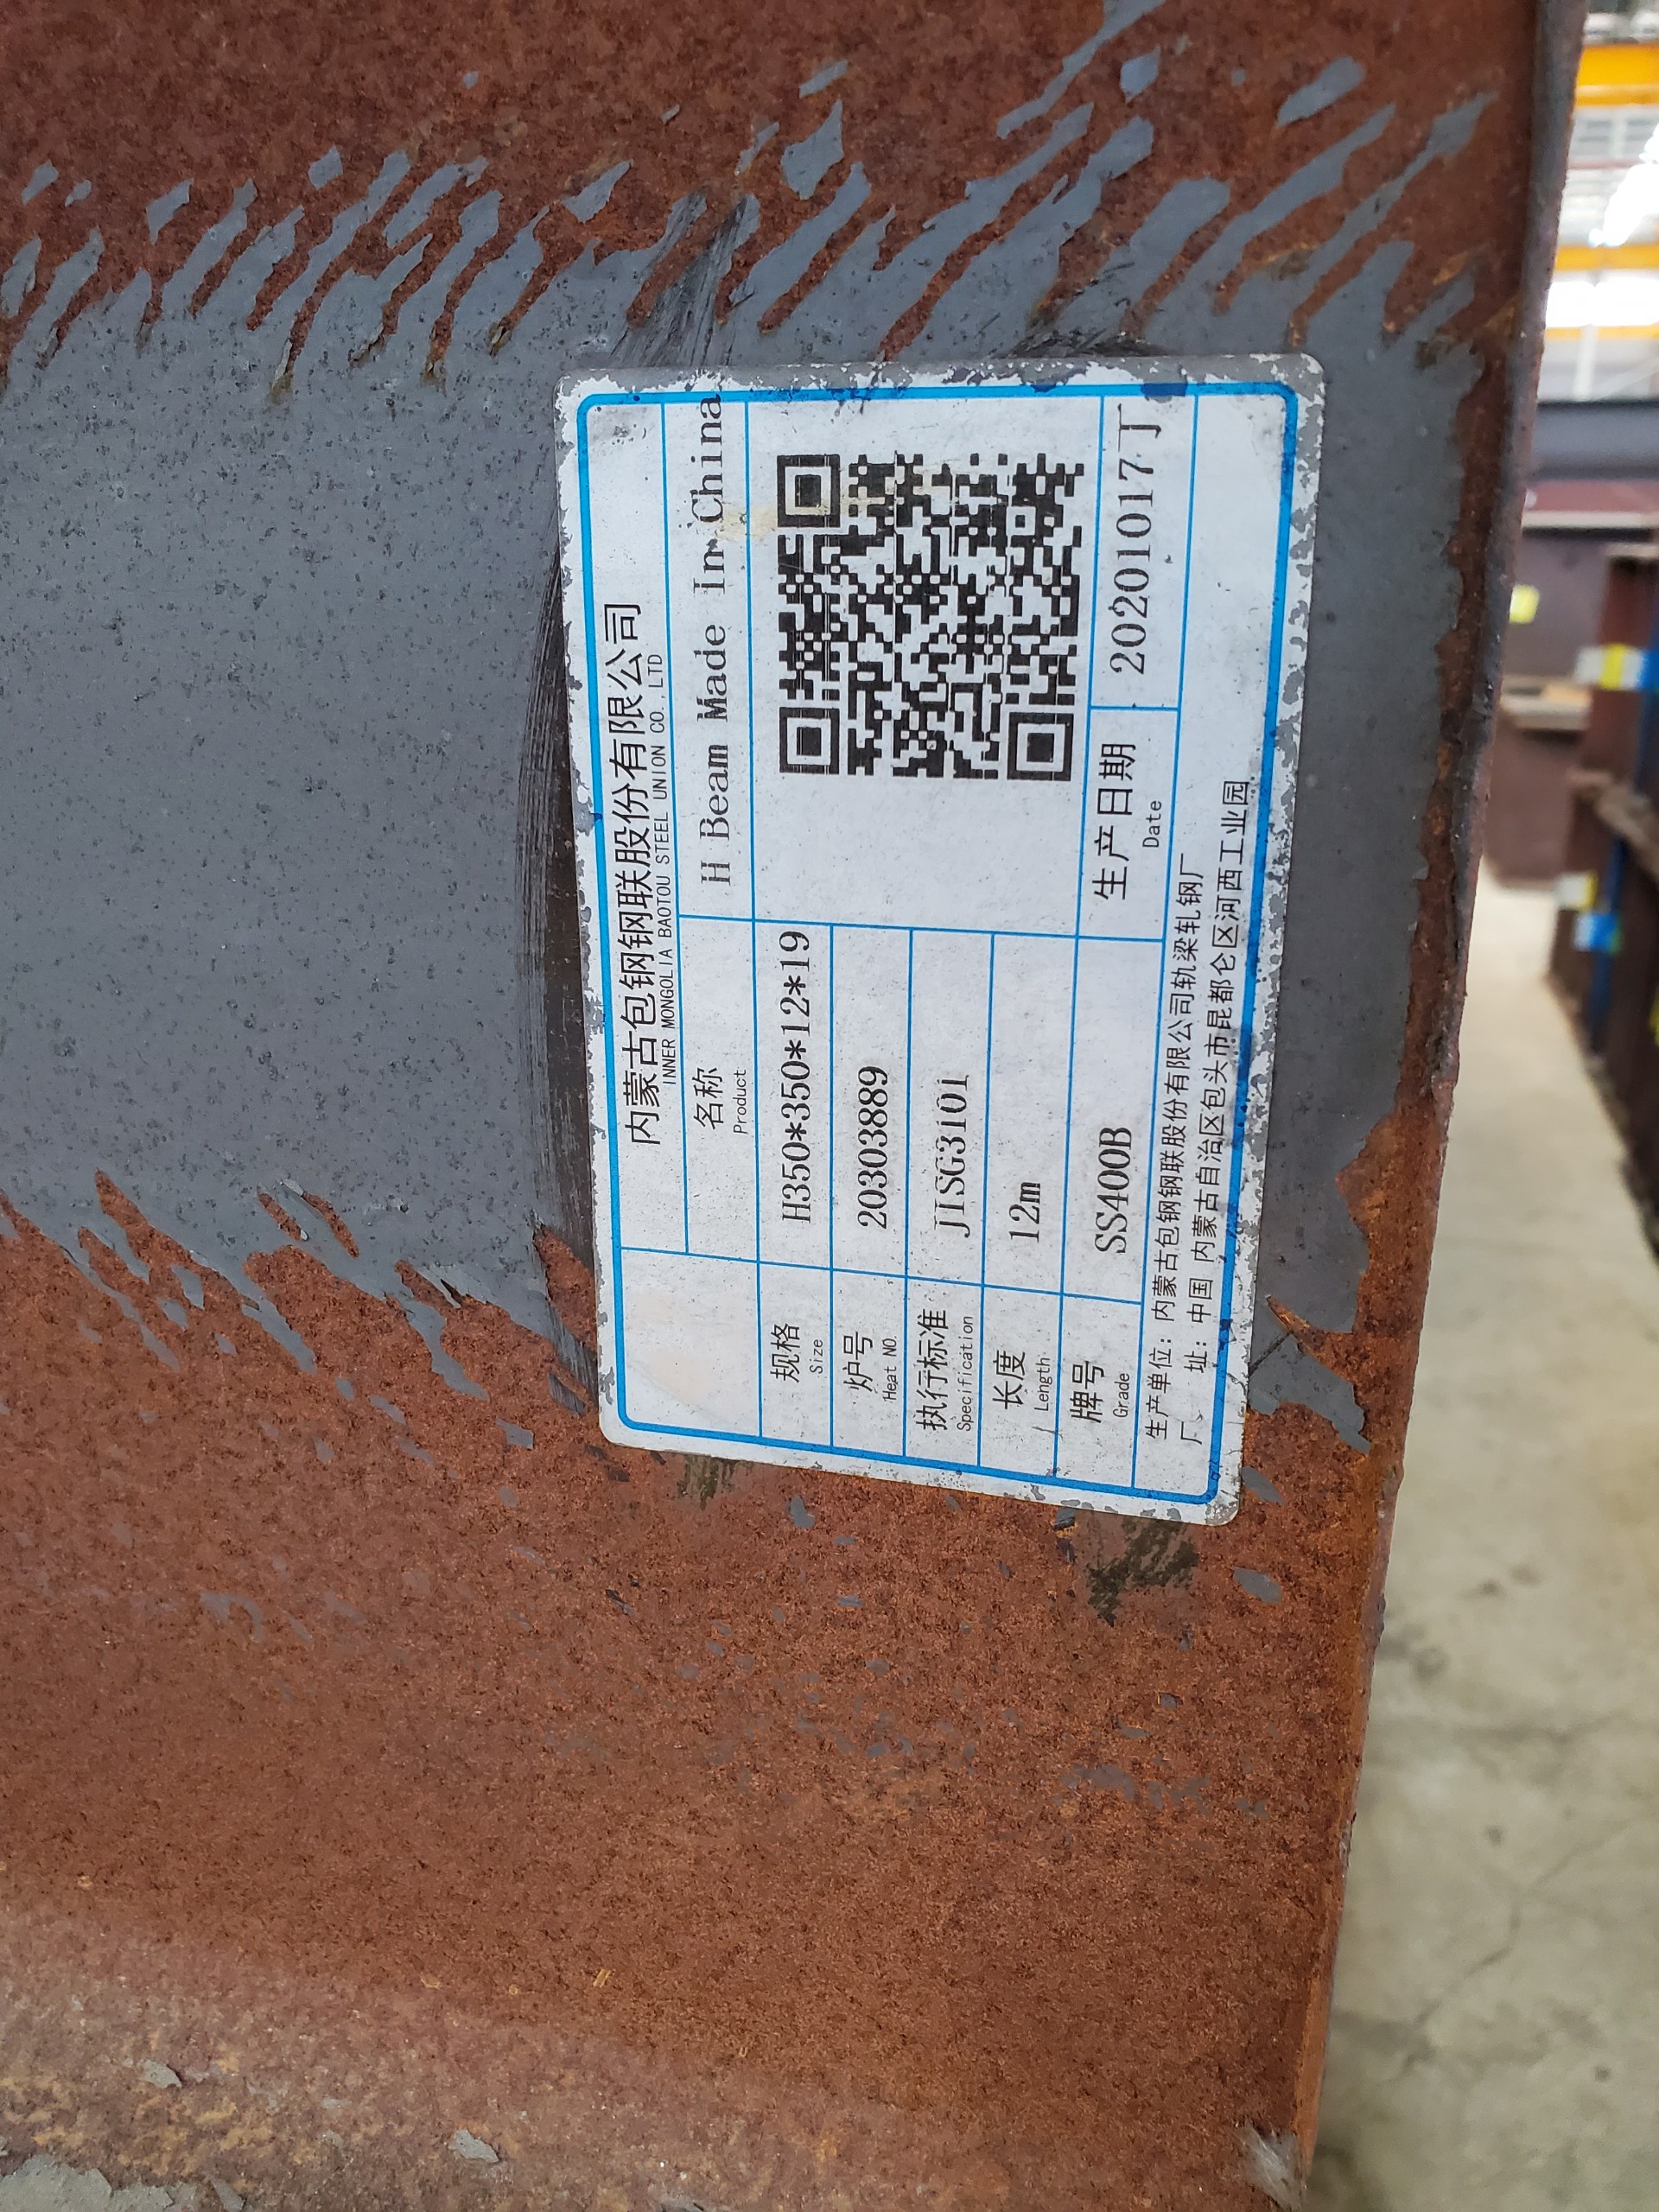 内蒙古包钢钢联股份有限公司
INNER MONGOLIA BAOTOU STEEL UNION CO.,LTD
名称
Product
H Beam Made In China
规格
Size
H350*350*12*19
炉号
Heat NO.
20303889
执行标准
Specification
JISG3101
长度
Length
12m
牌号
Grade
SS400B
生产日期
Date
20201017丁
生产单位：内蒙古包钢钢联股份有限公司轨梁轧钢厂
厂 址：中国 内蒙古自治区包头市昆都仑区河西工业园